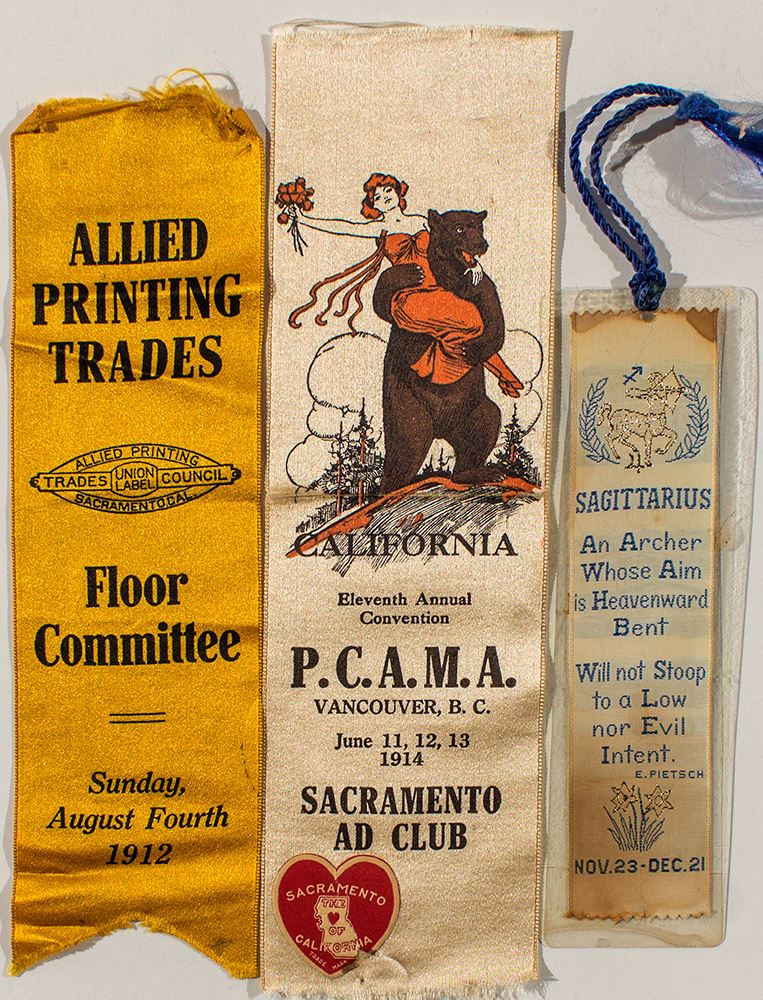 ALLIED
PRINTING
TRADES
ALLIED PRINTING
TRADES UNION LABEL COUNCIL
SACRAMENTO, CAL.
Floor
Committee
Sunday,
August Fourth
1912
CALIFORNIA
Eleventh Annual
Convention
P.C.A.M.A.
VANCOUVER, B. C.
June 11, 12, 13
1914
SACRAMENTO
AD CLUB
SACRAMENTO
THE
OF
CALIFORNIA
TRADE MARK
SAGITTARIUS
An Archer
Whose Aim
is Heavenward
Bent
Will not Stoop
to a Low
nor Evil
Intent.
E. PIETSCH
NOV. 23-DEC. 21